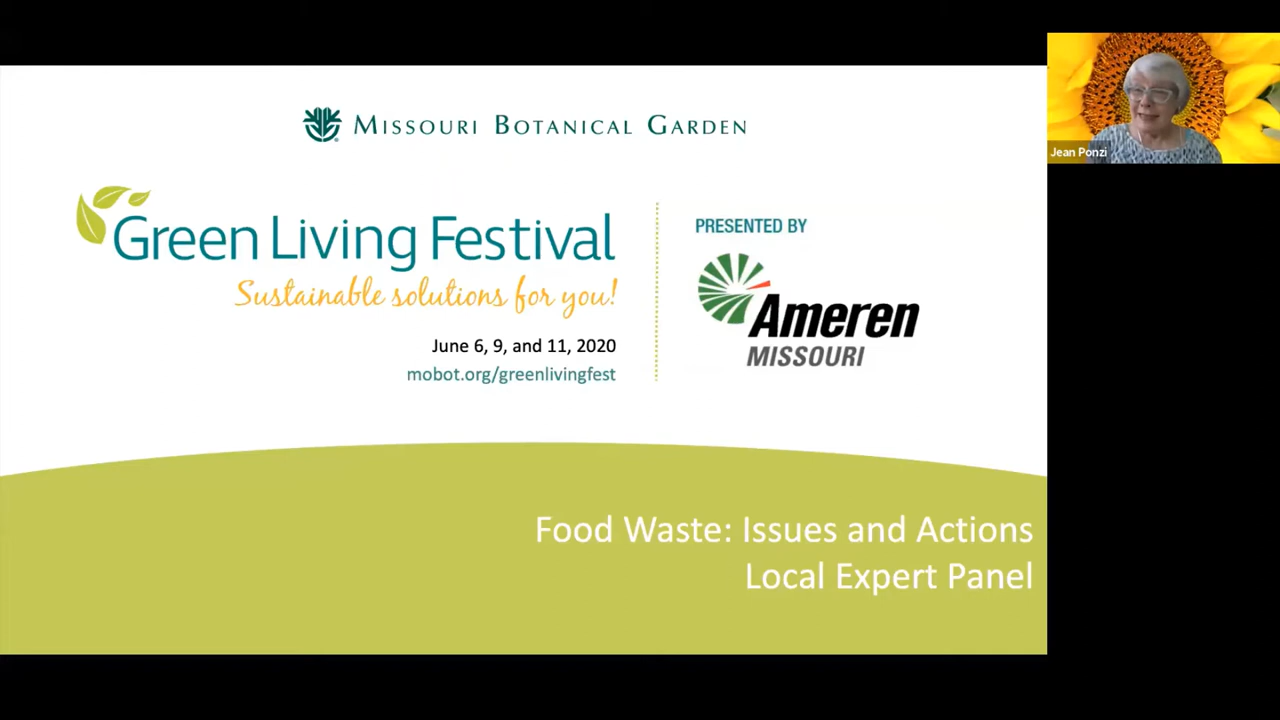 MISSOURI BOTANICAL GARDEN
Green Living Festival
Sustainable solutions for you!
June 6, 9, and 11, 2020
mobot.org/greenlivingfest
PRESENTED BY
Ameren
MISSOURI
Food Waste: Issues and Actions
Local Expert Panel
Jean Ponzi